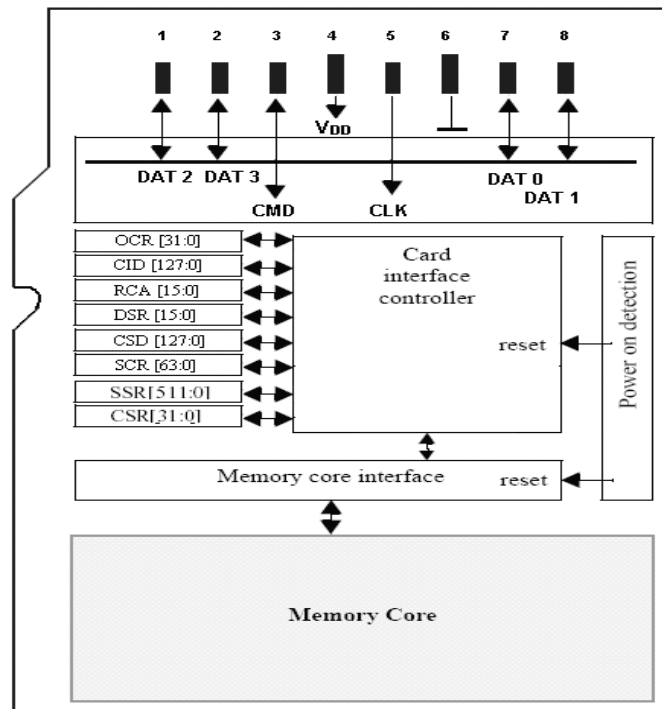 1 2 3 4 5 6 7 8
VDD
DAT 2 DAT 3 DAT 0
DAT 1
CMD CLK
OCR [31:0]
CID [127:0]
RCA [15:0]
DSR [15:0]
CSD [127:0]
SCR [63:0]
SSR[511:0]
CSR[31:0]
Card
interface
controller
reset
Power on detection
Memory core interface reset
Memory Core